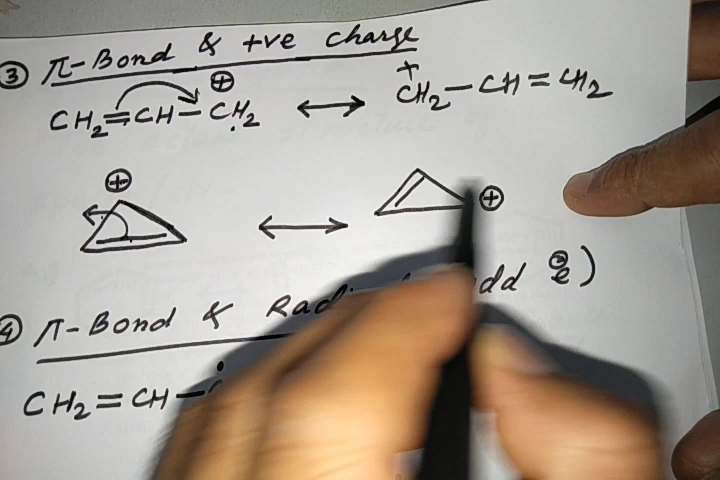 ③ π-Bond & +ve charge
CH₂=CH-CH₂ ⊕ ↔ +CH₂-CH=CH₂
⊕ ↔ ⊕
④ π-Bond & dd e⊖)
CH₂=CH-